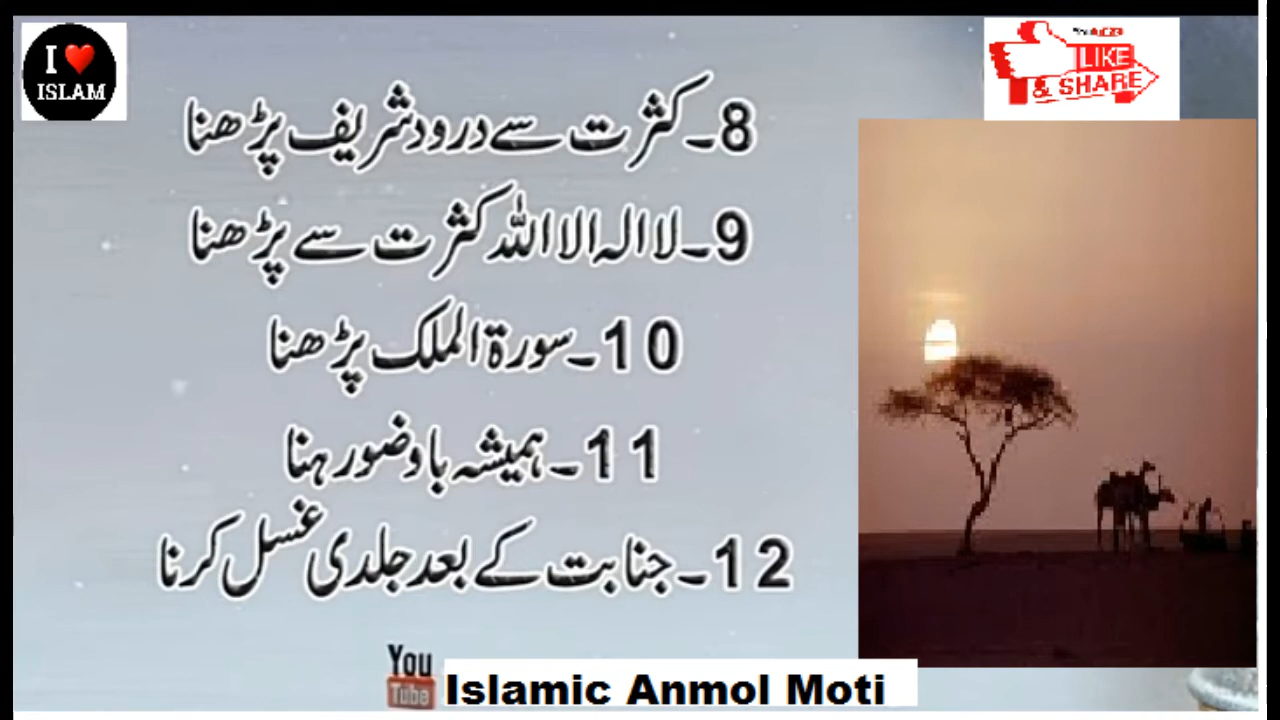 I ❤ ISLAM
LIKE
& SHARE
8۔کثرت سے درود شریف پڑھنا
9۔لا الہ الا اللہ کثرت سے پڑھنا
10۔سورۃ الملک پڑھنا
11۔ہمیشہ باوضو رہنا
12۔جنابت کے بعد جلدی غسل کرنا
You Tube
Islamic Anmol Moti